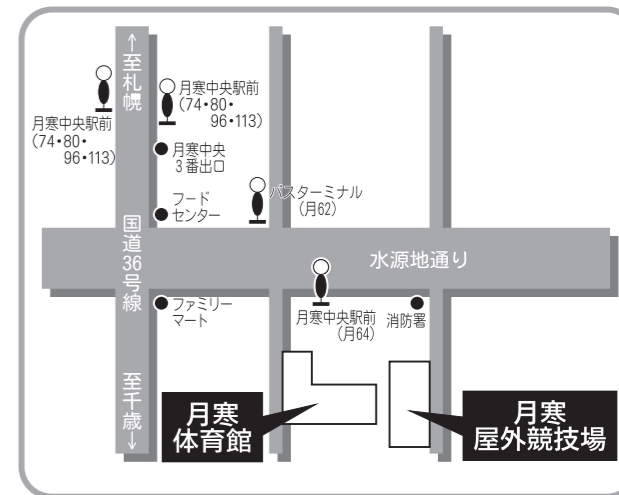 ↑至札幌
月寒中央駅前
(74・80・
96・113)
月寒中央駅前
(74・80・
96・113)
月寒中央
3番出口
バスターミナル
(月62)
フード
センター
国道36号線
水源地通り
ファミリー
マート
月寒中央駅前
(月64)
消防署
至千歳↓
月寒
体育館
月寒
屋外競技場